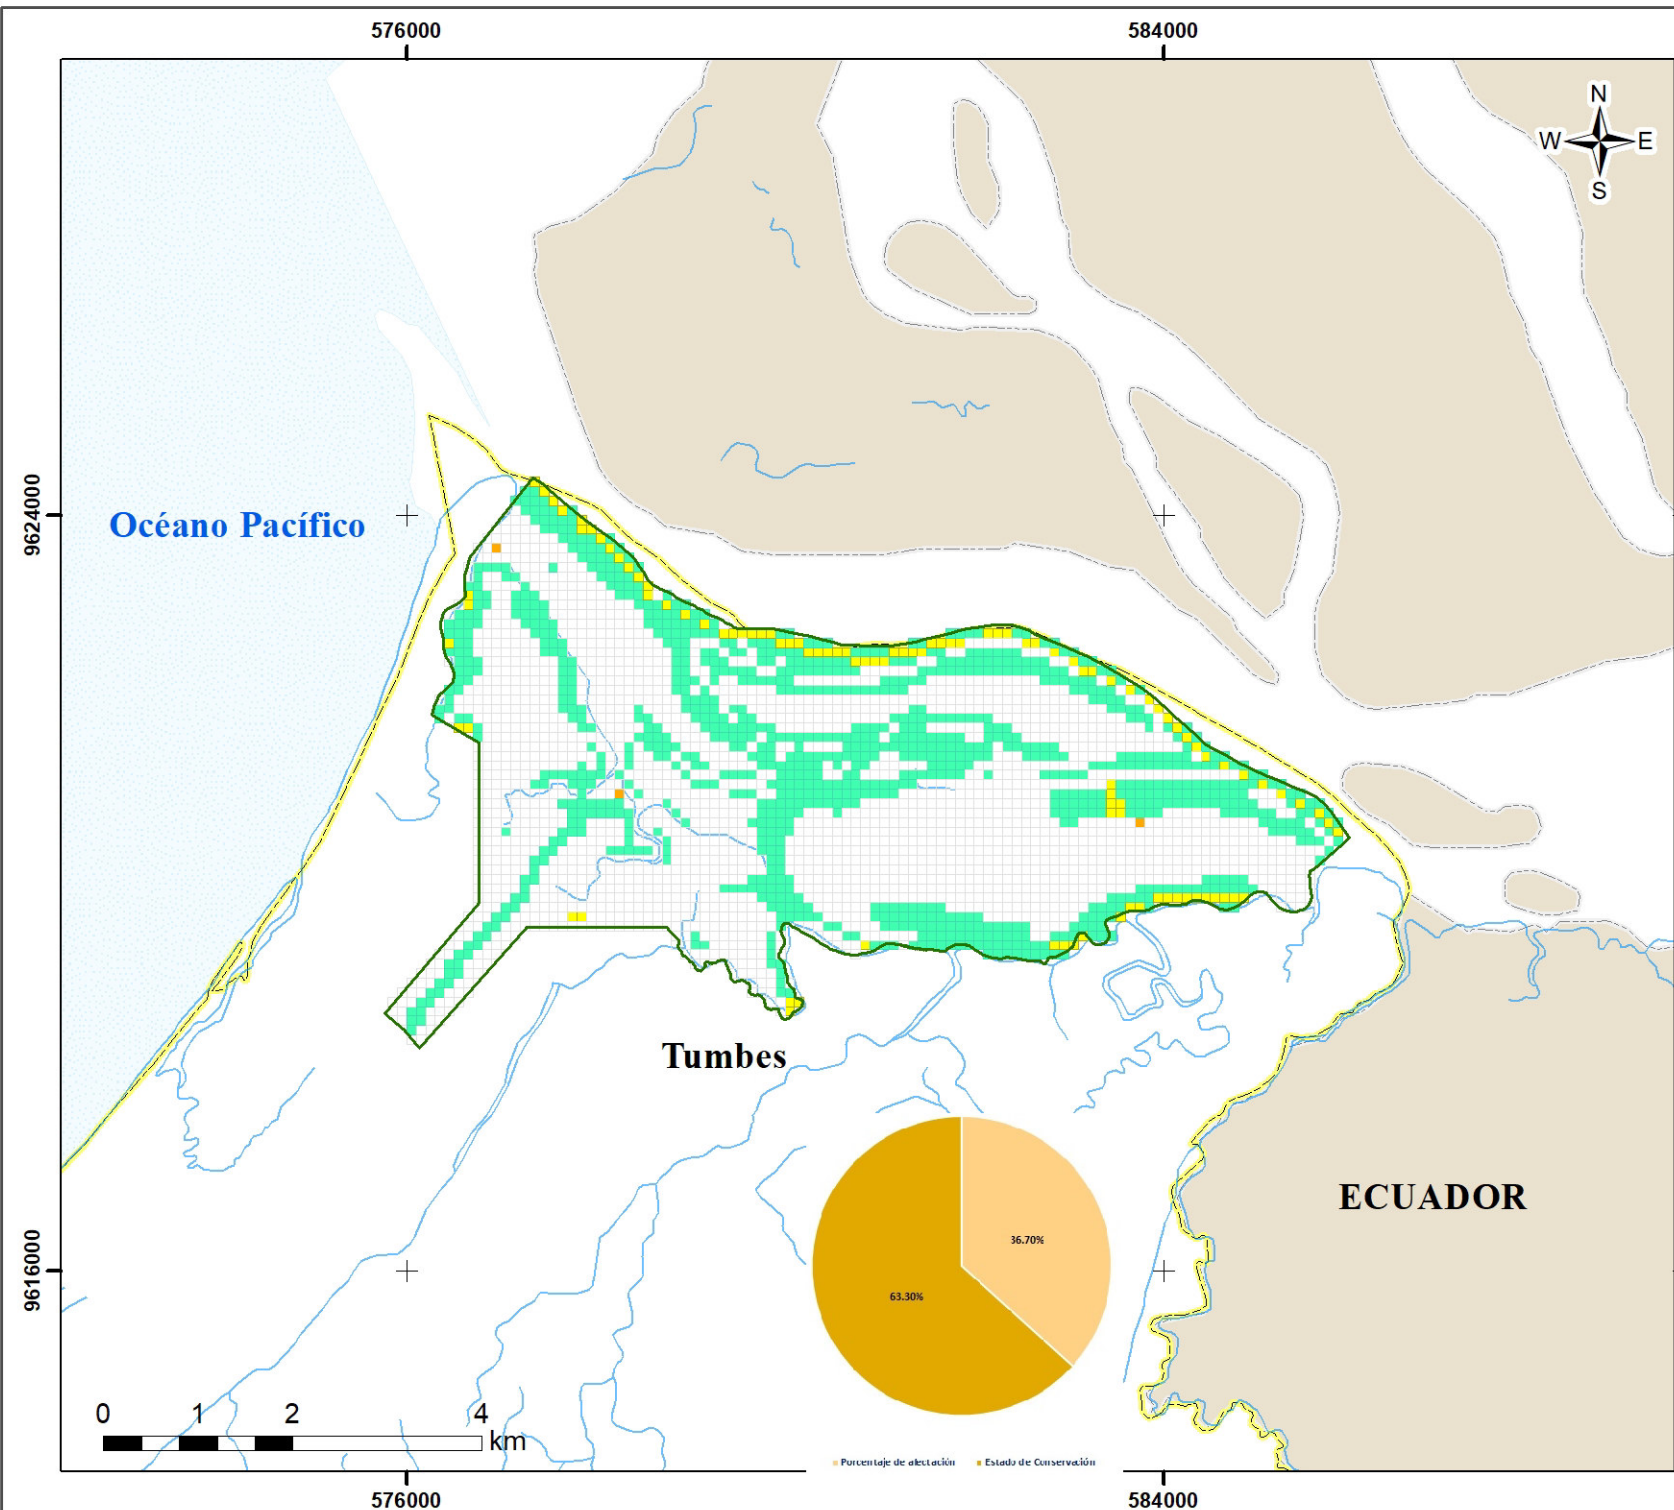 576000 584000
N
W E
S
9624000
Océano Pacífico
Tumbes
ECUADOR
36.70%
63.30%
9616000
0 1 2 4
km
Porcentaje de afectación Estado de Conservación
576000 584000